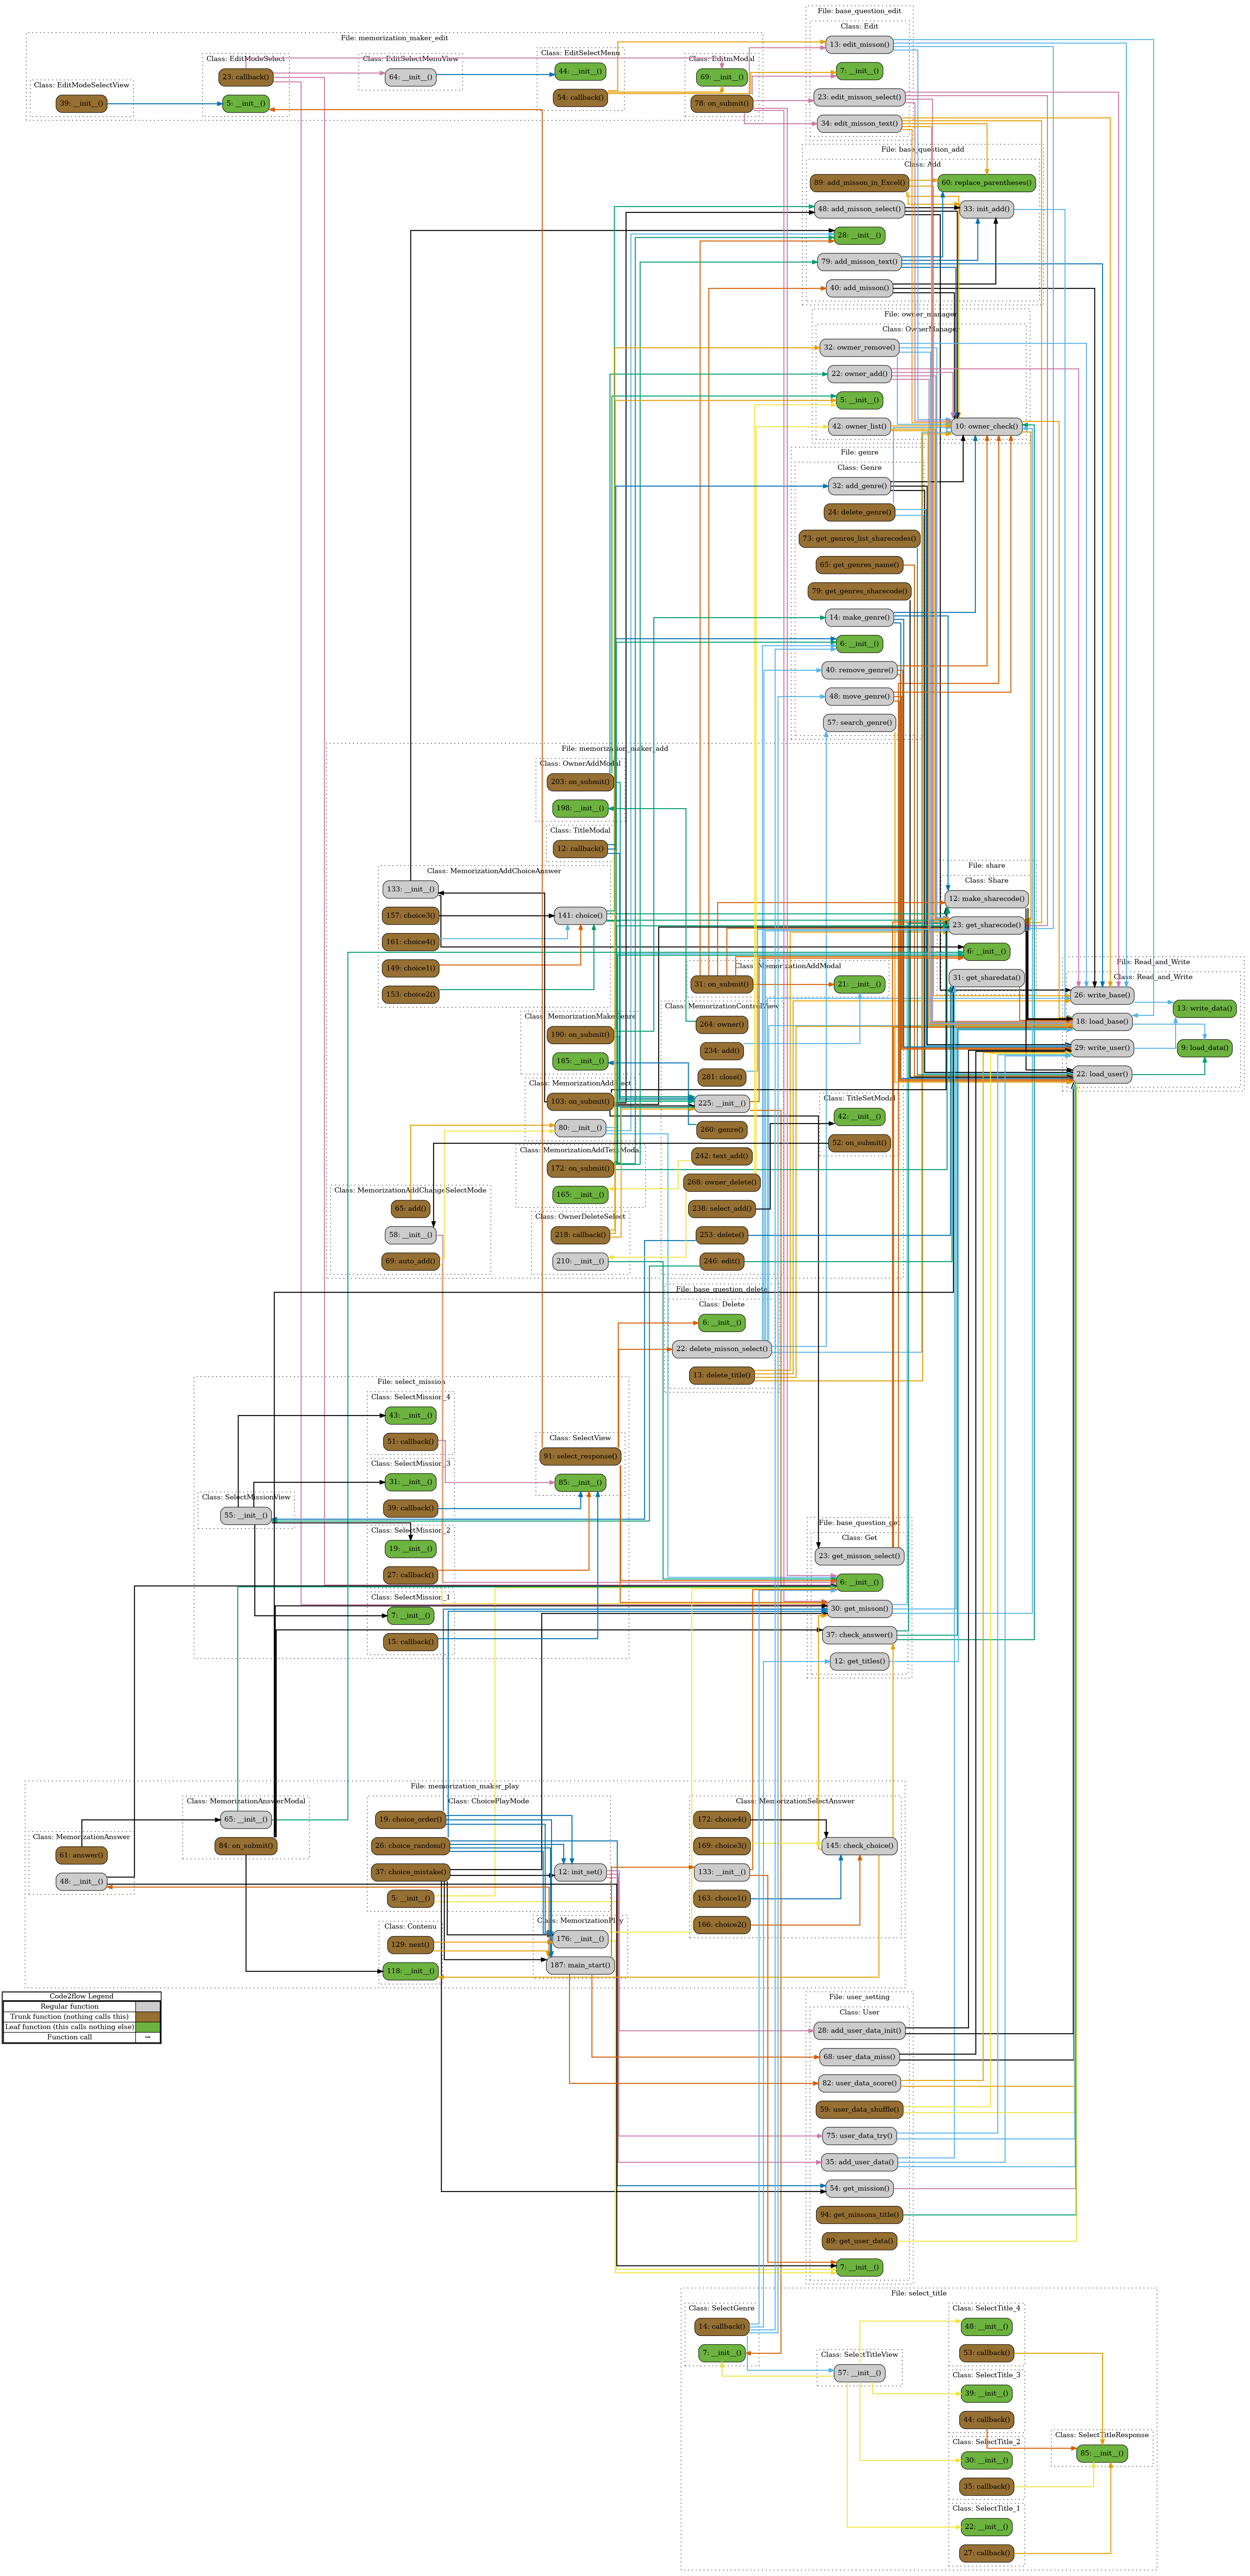 File: base_question_edit
Class: Edit
13: edit_misson()
7: __init__()
23: edit_misson_select()
34: edit_misson_text()
File: memorization_maker_edit
Class: EditModeSelectView
39: __init__()
Class: EditModeSelect
23: callback()
5: __init__()
Class: EditSelectMenuView
64: __init__()
Class: EditSelectMenu
44: __init__()
54: callback()
Class: EditmModal
69: __init__()
78: on_submit()
File: base_question_add
Class: Add
89: add_misson_in_Excel()
60: replace_parentheses()
48: add_misson_select()
33: init_add()
28: __init__()
79: add_misson_text()
40: add_misson()
File: owner_manager
Class: OwnerManager
32: owmer_remove()
22: owner_add()
5: __init__()
42: owner_list()
10: owner_check()
File: genre
Class: Genre
32: add_genre()
24: delete_genre()
73: get_genres_list_sharecodes()
65: get_genres_name()
79: get_genres_sharecode()
14: make_genre()
6: __init__()
40: remove_genre()
48: move_genre()
57: search_genre()
File: memorization_maker_add
Class: OwnerAddModal
203: on_submit()
198: __init__()
Class: TitleModal
12: callback()
Class: MemorizationAddChoiceAnswer
133: __init__()
157: choice3()
141: choice()
161: choice4()
149: choice1()
153: choice2()
File: share
Class: Share
12: make_sharecode()
23: get_sharecode()
6: __init__()
31: get_sharedata()
File: Read_and_Write
Class: Read_and_Write
26: write_base()
13: write_data()
18: load_base()
29: write_user()
9: load_data()
22: load_user()
Class: MemorizationAddModal
31: on_submit()
21: __init__()
Class: MemorizationControlView
264: owner()
234: add()
281: close()
225: __init__()
260: genre()
242: text_add()
268: owner_delete()
238: select_add()
253: delete()
246: edit()
Class: MemorizationMakeGenre
190: on_submit()
185: __init__()
103: on_submit()
80: __init__()
Class: TitleSetModal
42: __init__()
52: on_submit()
Class: MemorizationAddTextModal
172: on_submit()
165: __init__()
Class: MemorizationAddChangeSelectMode
65: add()
58: __init__()
69: auto_add()
Class: OwnerDeleteSelect
218: callback()
210: __init__()
File: base_question_delete
Class: Delete
6: __init__()
22: delete_misson_select()
13: delete_title()
File: select_mission
Class: SelectMission_4
43: __init__()
51: callback()
Class: SelectMission_3
31: __init__()
39: callback()
Class: SelectView
91: select_response()
85: __init__()
Class: SelectMissionView
55: __init__()
Class: SelectMission_2
19: __init__()
27: callback()
Class: SelectMission_1
7: __init__()
15: callback()
File: base_question_get
Class: Get
23: get_misson_select()
6: __init__()
30: get_misson()
37: check_answer()
12: get_titles()
File: memorization_maker_play
Class: MemorizationAnswerModal
65: __init__()
84: on_submit()
Class: MemorizationAnswer
61: answer()
48: __init__()
Class: ChoicePlayMode
19: choice_order()
26: choice_random()
37: choice_mistake()
12: init_set()
5: __init__()
Class: MemorizationSelectAnswer
172: choice4()
169: choice3()
145: check_choice()
133: __init__()
163: choice1()
166: choice2()
Class: Contenu
129: next()
118: __init__()
Class: MemorizationPlay
176: __init__()
187: main_start()
Code2flow Legend
Regular function
Trunk function (nothing calls this)
Leaf function (this calls nothing else)
Function call →
File: user_setting
Class: User
28: add_user_data_init()
68: user_data_miss()
82: user_data_score()
59: user_data_shuffle()
75: user_data_try()
35: add_user_data()
54: get_mission()
94: get_missons_title()
89: get_user_data()
7: __init__()
File: select_title
Class: SelectGenre
14: callback()
7: __init__()
Class: SelectTitleView
57: __init__()
Class: SelectTitle_4
48: __init__()
53: callback()
Class: SelectTitle_3
39: __init__()
44: callback()
Class: SelectTitleResponse
85: __init__()
Class: SelectTitle_2
30: __init__()
35: callback()
Class: SelectTitle_1
22: __init__()
27: callback()